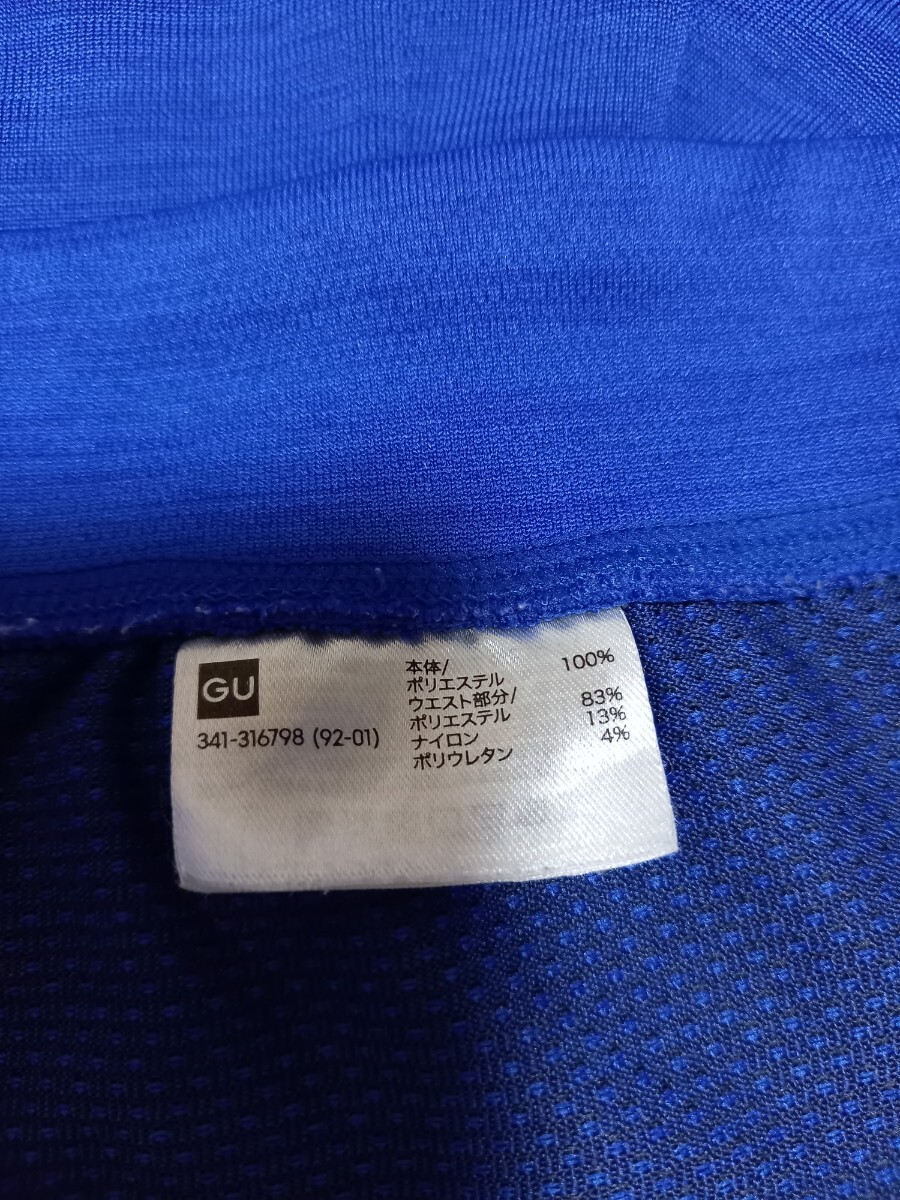 GU
341-316798 (92-01)
本体/
ポリエステル 100%
ウエスト部分/
ポリエステル 83%
ナイロン 13%
ポリウレタン 4%